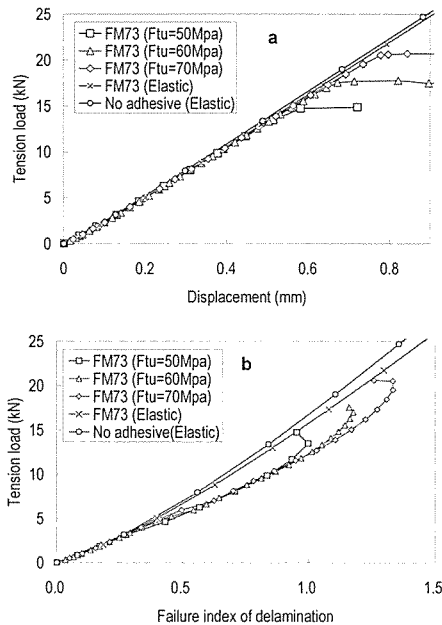 a
FM73 (Ftu=50Mpa)
FM73 (Ftu=60Mpa)
FM73 (Ftu=70Mpa)
FM73 (Elastic)
No adhesive (Elastic)
Tension load (kN)
25
20
15
10
5
0
0 0.2 0.4 0.6 0.8
Displacement (mm)
b
FM73 (Ftu=50Mpa)
FM73 (Ftu=60Mpa)
FM73 (Ftu=70Mpa)
FM73 (Elastic)
No adhesive(Elastic)
Tension load (kN)
25
20
15
10
5
0
0.0 0.5 1.0 1.5
Failure index of delamination